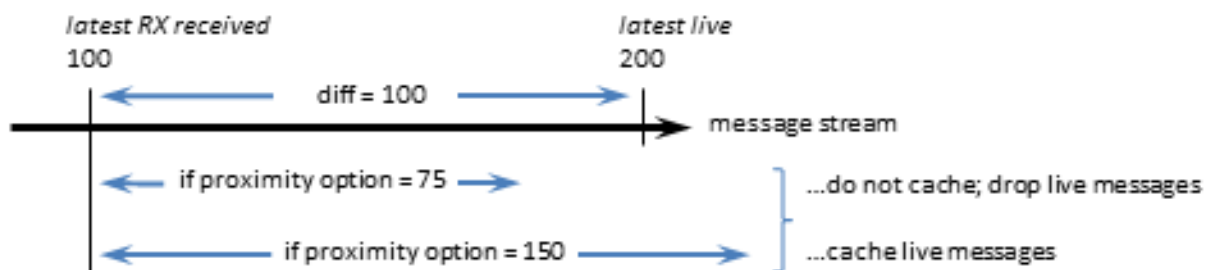 latest RX received
100
latest live
200
diff = 100
message stream
if proximity option = 75
...do not cache; drop live messages
if proximity option = 150
...cache live messages